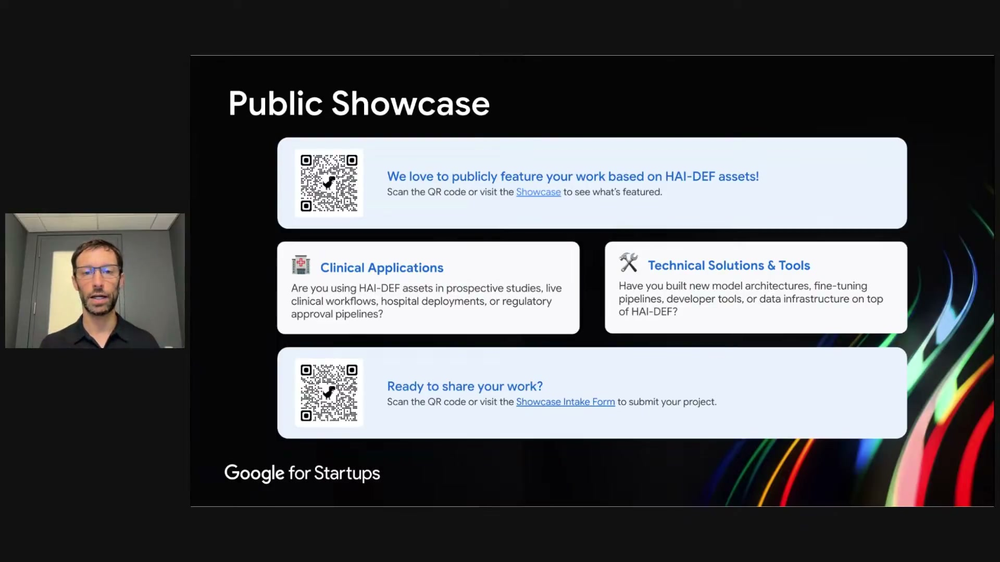 Public Showcase
We love to publicly feature your work based on HAI-DEF assets!
Scan the QR code or visit the Showcase to see what's featured.
Clinical Applications
Are you using HAI-DEF assets in prospective studies, live
clinical workflows, hospital deployments, or regulatory
approval pipelines?
Technical Solutions & Tools
Have you built new model architectures, fine-tuning
pipelines, developer tools, or data infrastructure on top
of HAI-DEF?
Ready to share your work?
Scan the QR code or visit the Showcase Intake Form to submit your project.
Google for Startups